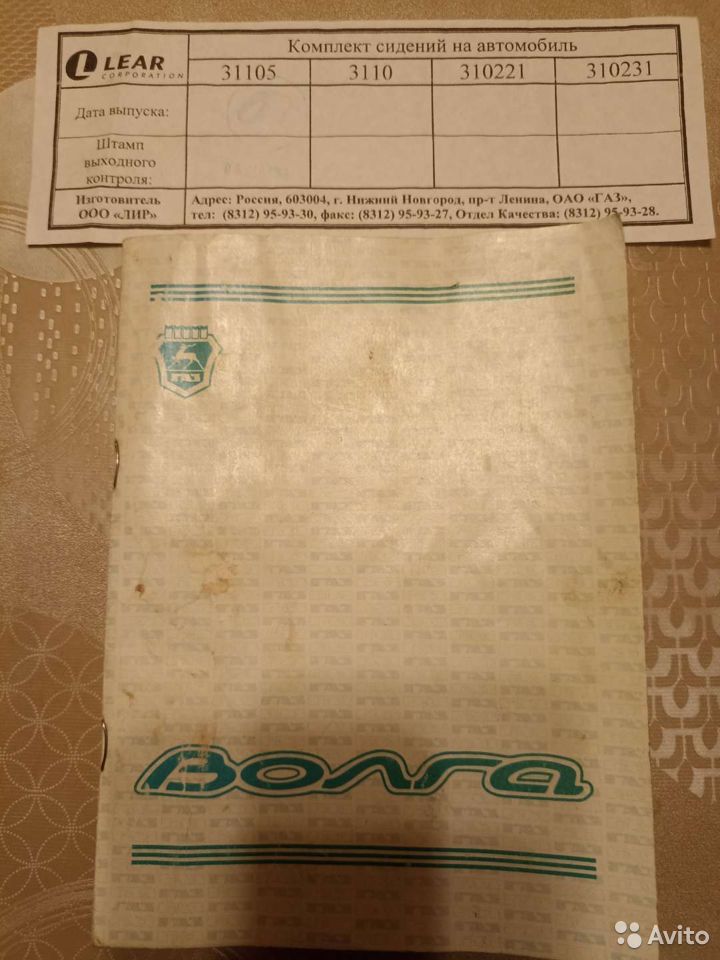 LEAR
CORPORATION
Комплект сидений на автомобиль
31105 3110 310221 310231
Дата выпуска:
Штамп
выходного
контроля:
Изготовитель
ООО «ЛИР»
Адрес: Россия, 603004, г. Нижний Новгород, пр-т Ленина, ОАО «ГАЗ»,
тел: (8312) 95-93-30, факс: (8312) 95-93-27, Отдел Качества: (8312) 95-93-28.
ГАЗ
Волга
Avito